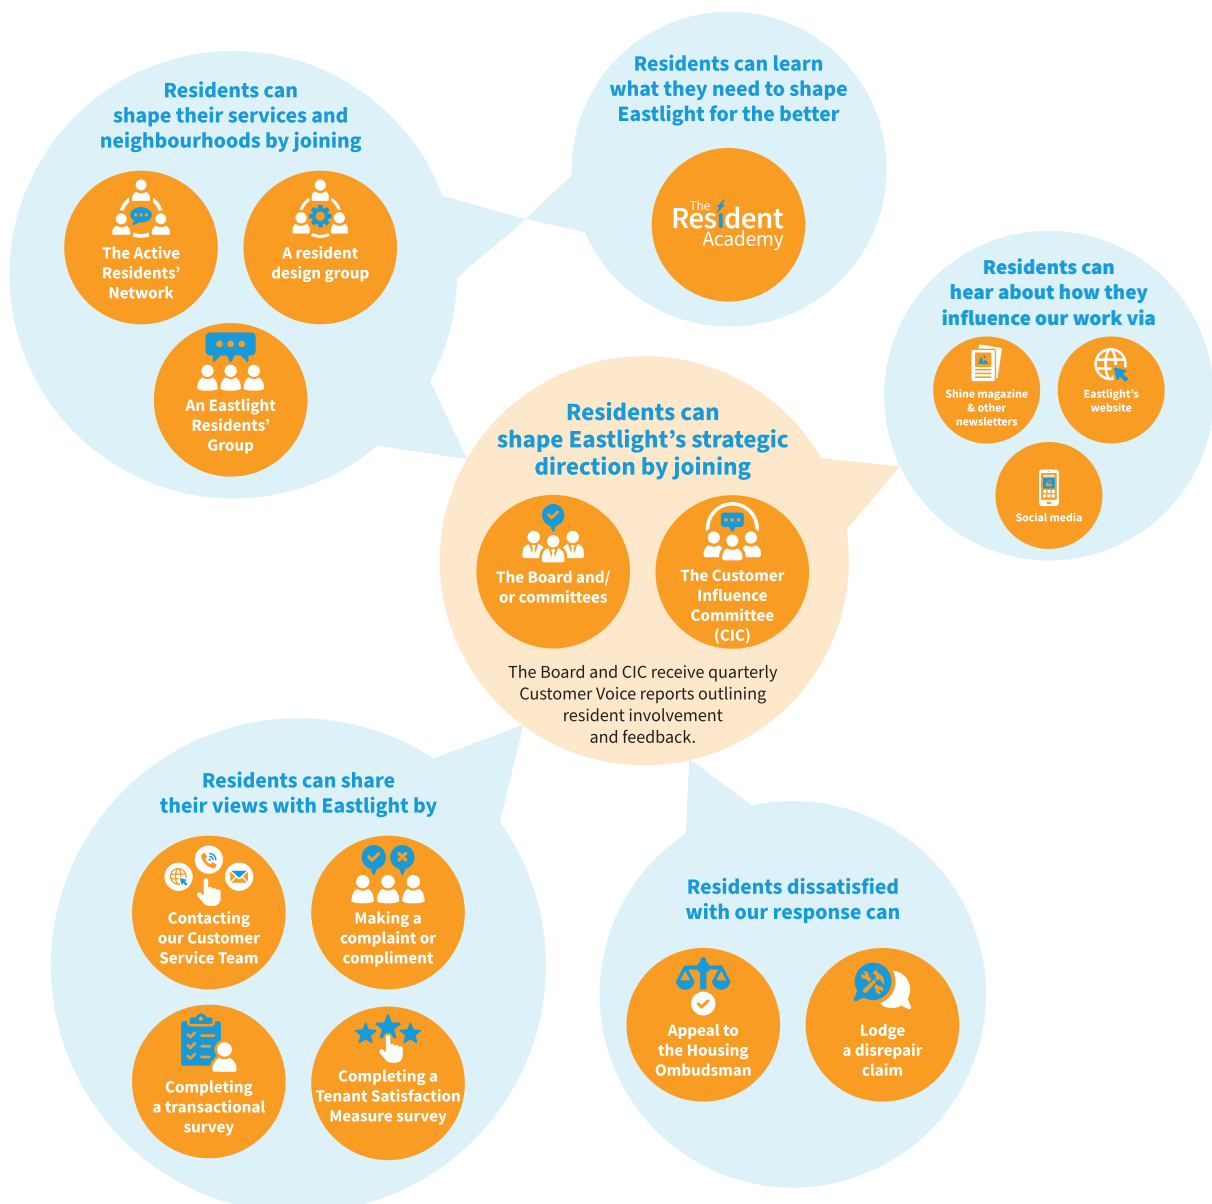 Residents can
shape their services and
neighbourhoods by joining
The Active
Residents’
Network
A resident
design group
An Eastlight
Residents’
Group
Residents can learn
what they need to shape
Eastlight for the better
The
Resident
Academy
Residents can
hear about how they
influence our work via
Shine magazine
& other
newsletters
Eastlight’s
website
Social media
Residents can
shape Eastlight’s strategic
direction by joining
The Board and/
or committees
The Customer
Influence
Committee
(CIC)
The Board and CIC receive quarterly
Customer Voice reports outlining
resident involvement
and feedback.
Residents can share
their views with Eastlight by
Contacting
our Customer
Service Team
Making a
complaint or
compliment
Completing
a transactional
survey
Completing a
Tenant Satisfaction
Measure survey
Residents dissatisfied
with our response can
Appeal to
the Housing
Ombudsman
Lodge
a disrepair
claim